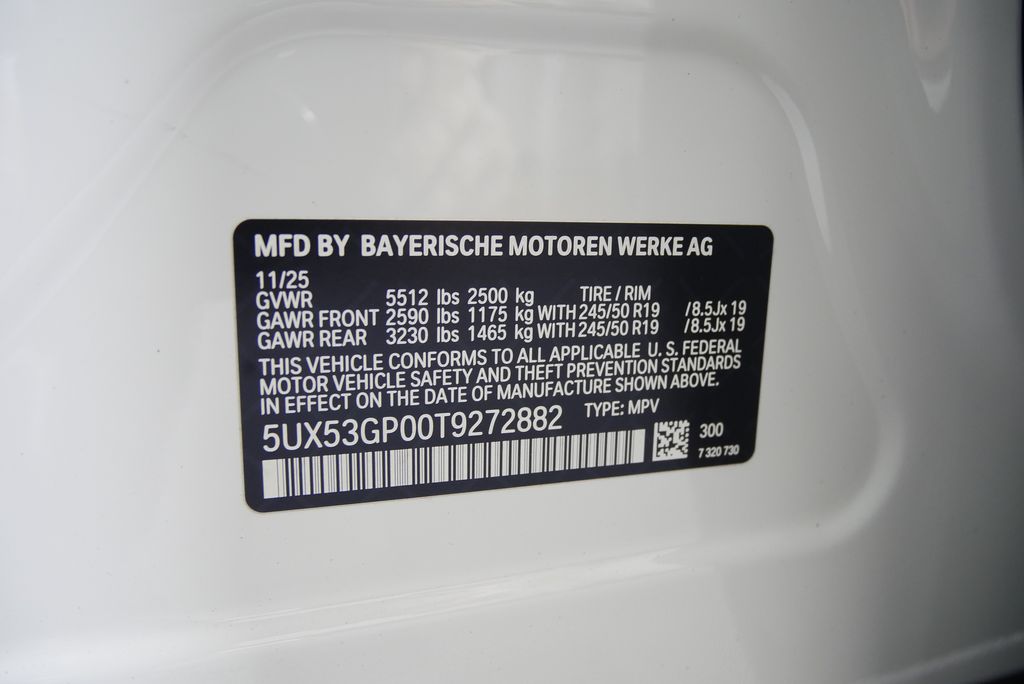 MFD BY BAYERISCHE MOTOREN WERKE AG
11/25
GVWR 5512 lbs 2500 kg TIRE / RIM
GAWR FRONT 2590 lbs 1175 kg WITH 245/50 R19 /8.5Jx 19
GAWR REAR 3230 lbs 1465 kg WITH 245/50 R19 /8.5Jx 19
THIS VEHICLE CONFORMS TO ALL APPLICABLE U. S. FEDERAL
MOTOR VEHICLE SAFETY AND THEFT PREVENTION STANDARDS
IN EFFECT ON THE DATE OF MANUFACTURE SHOWN ABOVE.
5UX53GP00T9272882 TYPE: MPV
300
7 320 730